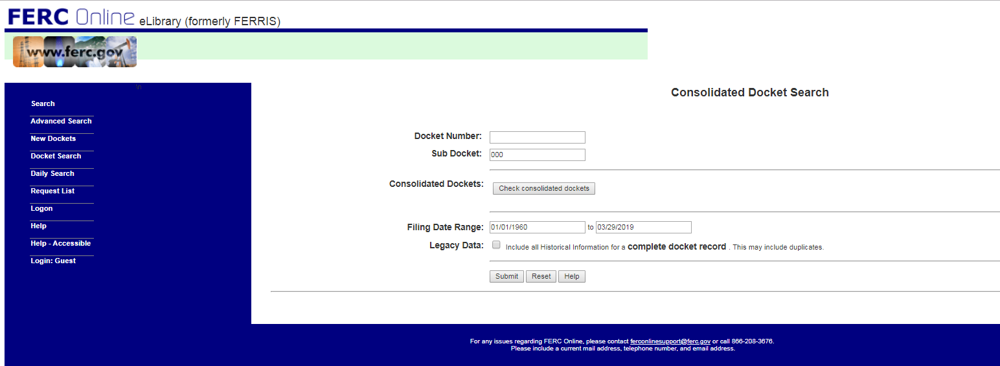 FERC Online eLibrary (formerly FERRIS)
www.ferc.gov
\n
Search
Advanced Search
New Dockets
Docket Search
Daily Search
Request List
Logon
Help
Help - Accessible
Login: Guest
Consolidated Docket Search
Docket Number:
Sub Docket: 000
Consolidated Dockets: Check consolidated dockets
Filing Date Range: 01/01/1960 to 03/29/2019
Legacy Data: Include all Historical Information for a complete docket record . This may include duplicates.
Submit Reset Help
For any issues regarding FERC Online, please contact ferconlinesupport@ferc.gov or call 866-208-3676.
Please include a current mail address, telephone number, and email address.